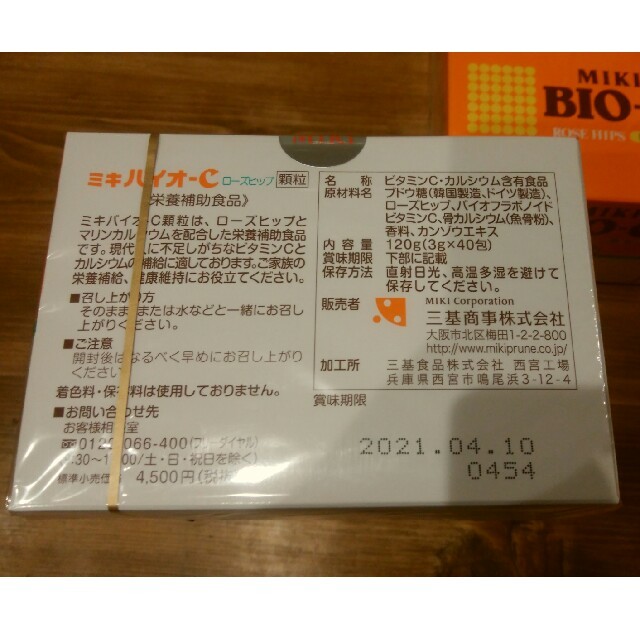 MIKI
BIO-
ROSE HIPS
MIKI
ミキバイオ-C ローズヒップ 顆粒
栄養補助食品》
ミキバイオ-C顆粒は、ローズヒップと
マリンカルシウムを配合した栄養補助食品
です。現代人に不足しがちなビタミンCと
カルシウムの補給に適しております。ご家族の
栄養補給、健康維持にお役立てください。
■召し上がり方
そのまま、または水などと一緒にお召し
上がりください。
■ご注意
開封後はなるべく早めにお召し上がり
ください。
着色料・保存料は使用しておりません。
■お問い合わせ先
お客様相談室
0120-066-400(フリーダイヤル)
:30～1 :00/土・日・祝日を除く)
標準小売価格 4,500円(税抜
名称 ビタミンC・カルシウム含有食品
原材料名 ブドウ糖(韓国製造、ドイツ製造)、
ローズヒップ、バイオフラボノイド
ビタミンC、骨カルシウム(魚骨粉)、
香料、カンゾウエキス
内容量 120g(3g×40包)
賞味期限 下部に記載
保存方法 直射日光、高温多湿を避けて
保存してください。
販売者 MIKI Corporation
三基商事株式会社
大阪市北区梅田1-2-2-800
http://www.mikiprune.co.jp/
加工所 三基食品株式会社 西宮工場
兵庫県西宮市鳴尾浜3-12-4
賞味期限
2021.04.10
0454